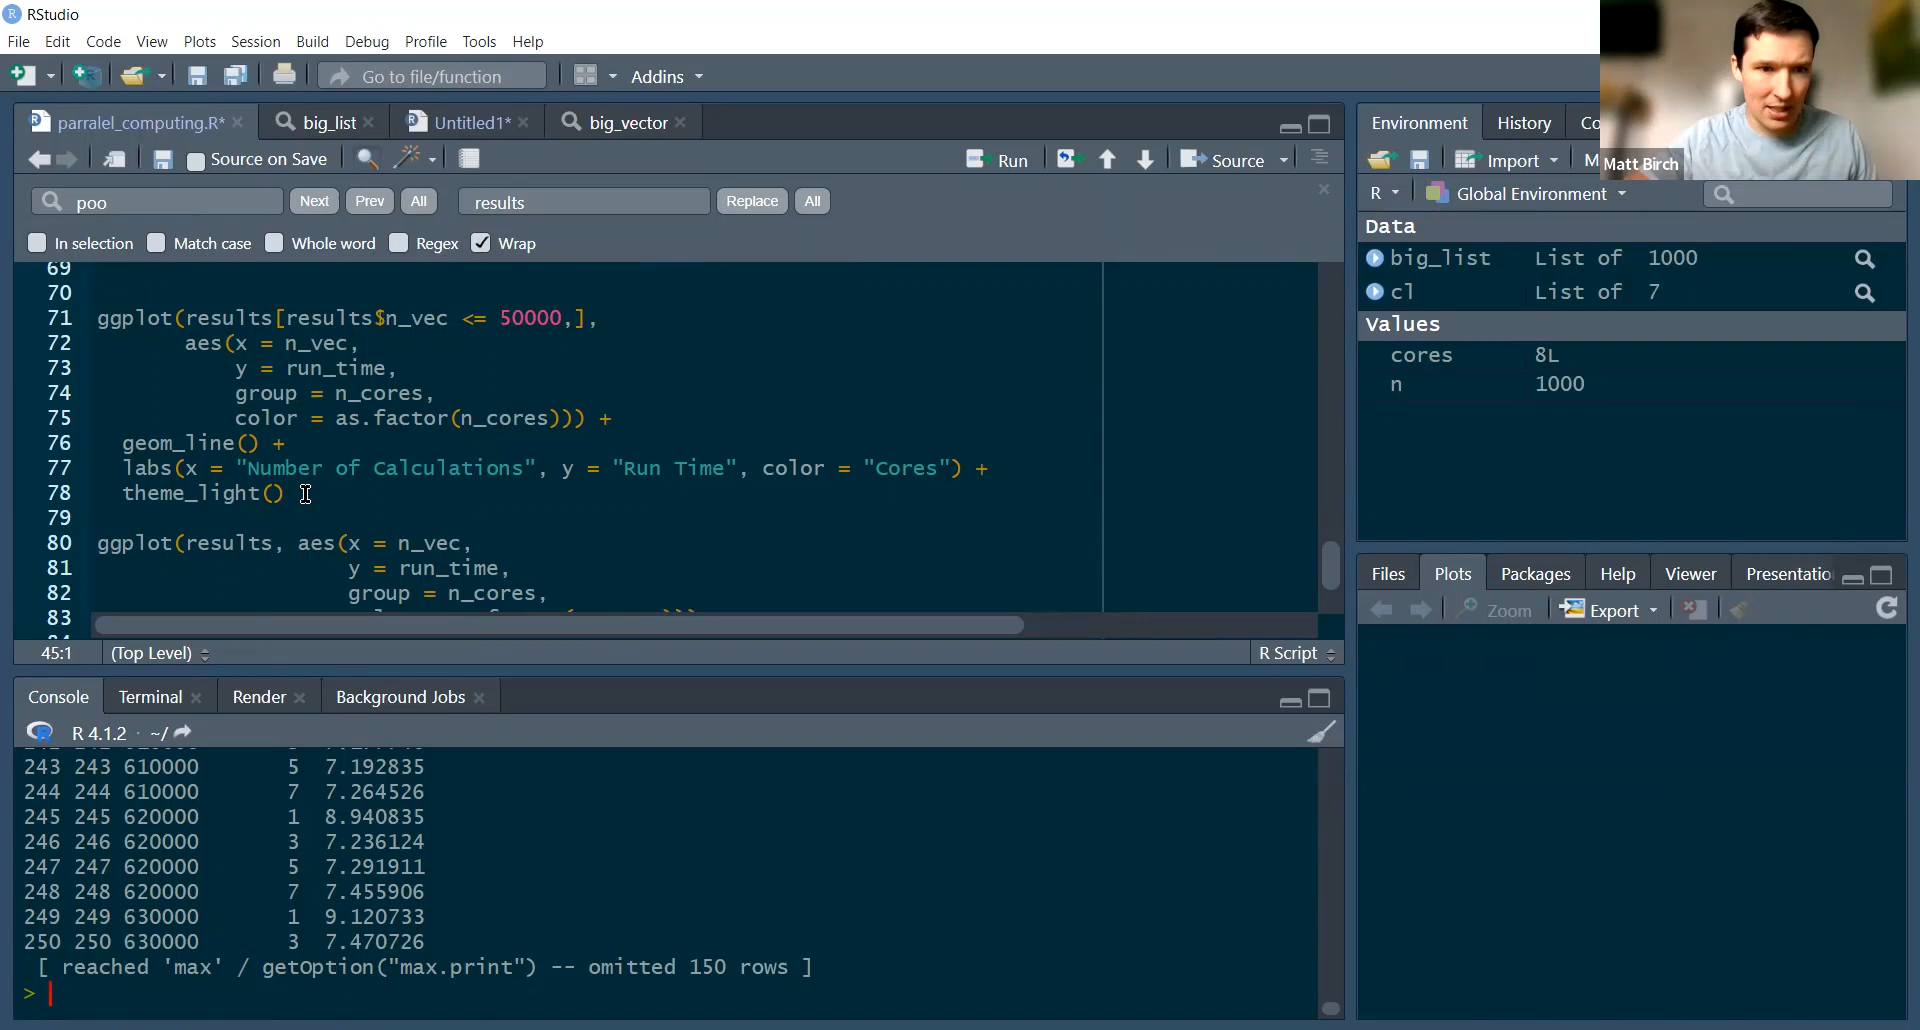 RStudio
File Edit Code View Plots Session Build Debug Profile Tools Help
Go to file/function Addins
parralel_computing.R* big_list Untitled1* big_vector
Source on Save Run Source
poo Next Prev All results Replace All
In selection Match case Whole word Regex Wrap
69
70
71 ggplot(results[results$n_vec <= 50000,],
72 aes(x = n_vec,
73 y = run_time,
74 group = n_cores,
75 color = as.factor(n_cores))) +
76 geom_line() +
77 labs(x = "Number of Calculations", y = "Run Time", color = "Cores") +
78 theme_light()
79
80 ggplot(results, aes(x = n_vec,
81 y = run_time,
82 group = n_cores,
83
45:1 (Top Level) R Script
Console Terminal Render Background Jobs
R 4.1.2 · ~/
243 243 610000 5 7.192835
244 244 610000 7 7.264526
245 245 620000 1 8.940835
246 246 620000 3 7.236124
247 247 620000 5 7.291911
248 248 620000 7 7.455906
249 249 630000 1 9.120733
250 250 630000 3 7.470726
[ reached 'max' / getOption("max.print") -- omitted 150 rows ]
>
Environment History Co
Import M
Matt Birch
R Global Environment
Data
big_list List of 1000
cl List of 7
Values
cores 8L
n 1000
Files Plots Packages Help Viewer Presentatio
Zoom Export